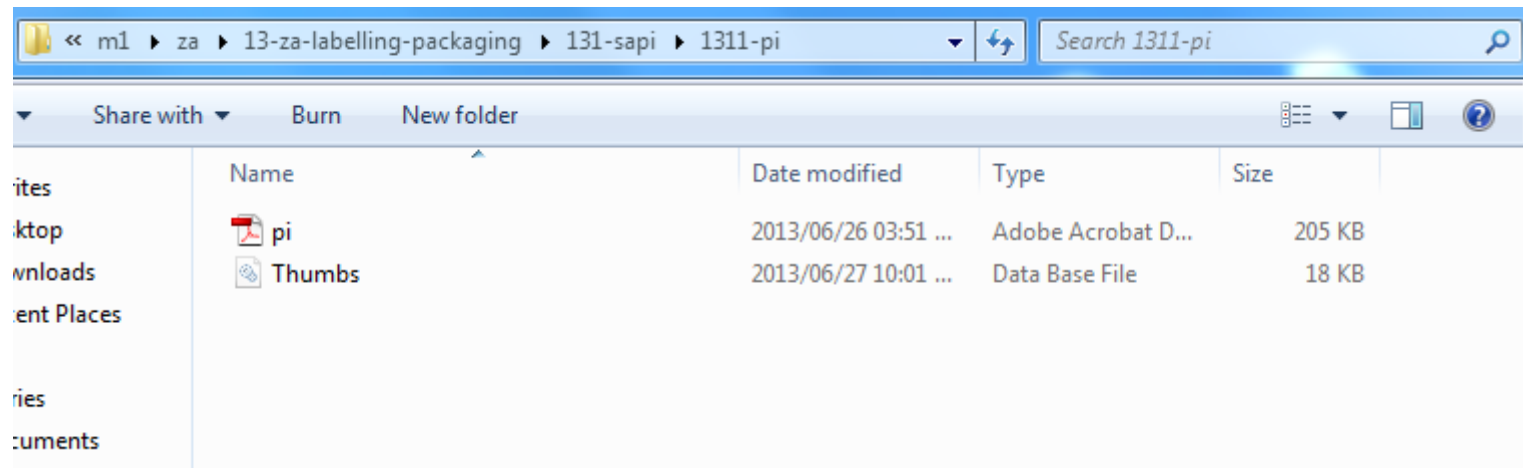 « m1 ▸ za ▸ 13-za-labelling-packaging ▸ 131-sapi ▸ 1311-pi Search 1311-pi
Share with Burn New folder
Name Date modified Type Size
rites
pi 2013/06/26 03:51 ... Adobe Acrobat D... 205 KB
sktop
Thumbs 2013/06/27 10:01 ... Data Base File 18 KB
wnloads
cent Places
ries
cuments